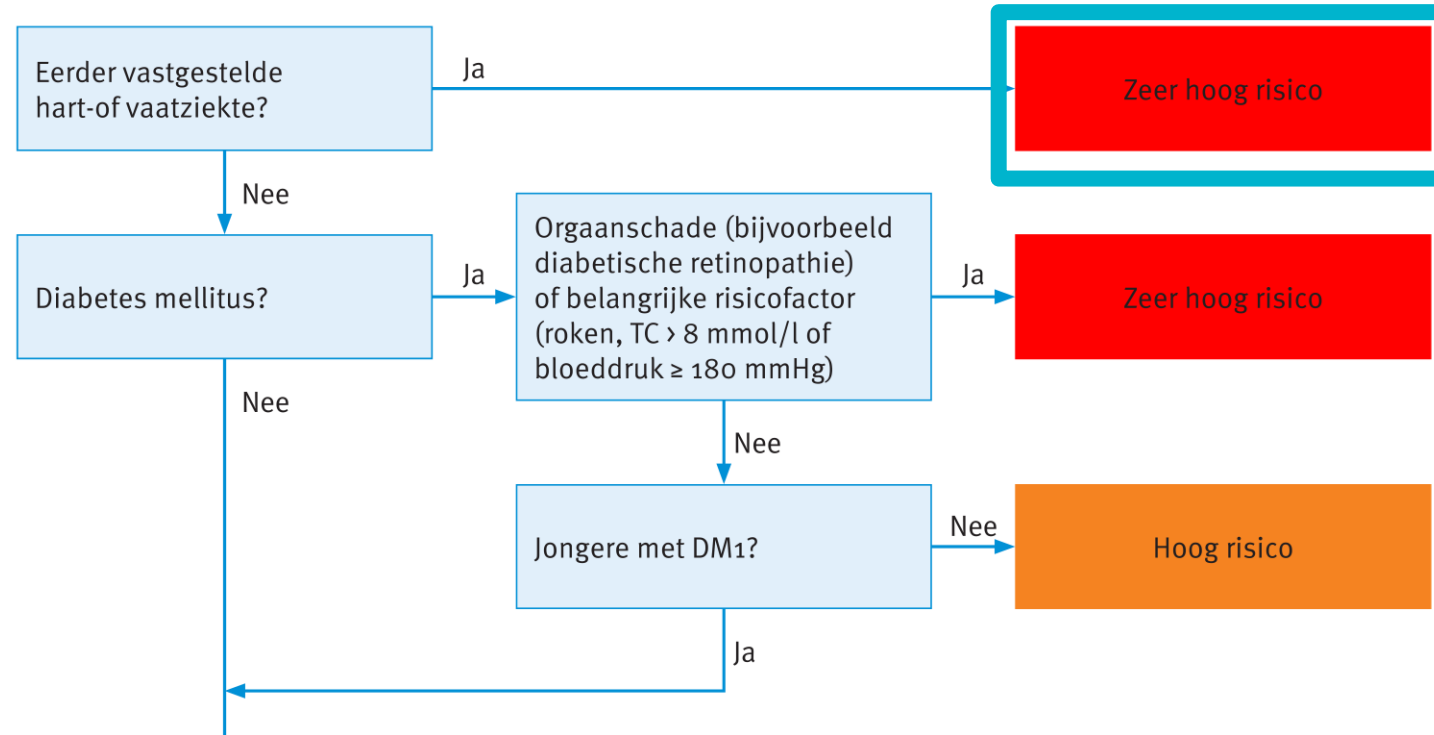 Eerder vastgestelde
hart-of vaatziekte?
Ja
Zeer hoog risico
Nee
Diabetes mellitus?
Ja
Orgaanschade (bijvoorbeeld
diabetische retinopathie)
of belangrijke risicofactor
(roken, TC > 8 mmol/l of
bloeddruk ≥ 180 mmHg)
Ja
Zeer hoog risico
Nee
Nee
Jongere met DM1?
Nee
Hoog risico
Ja